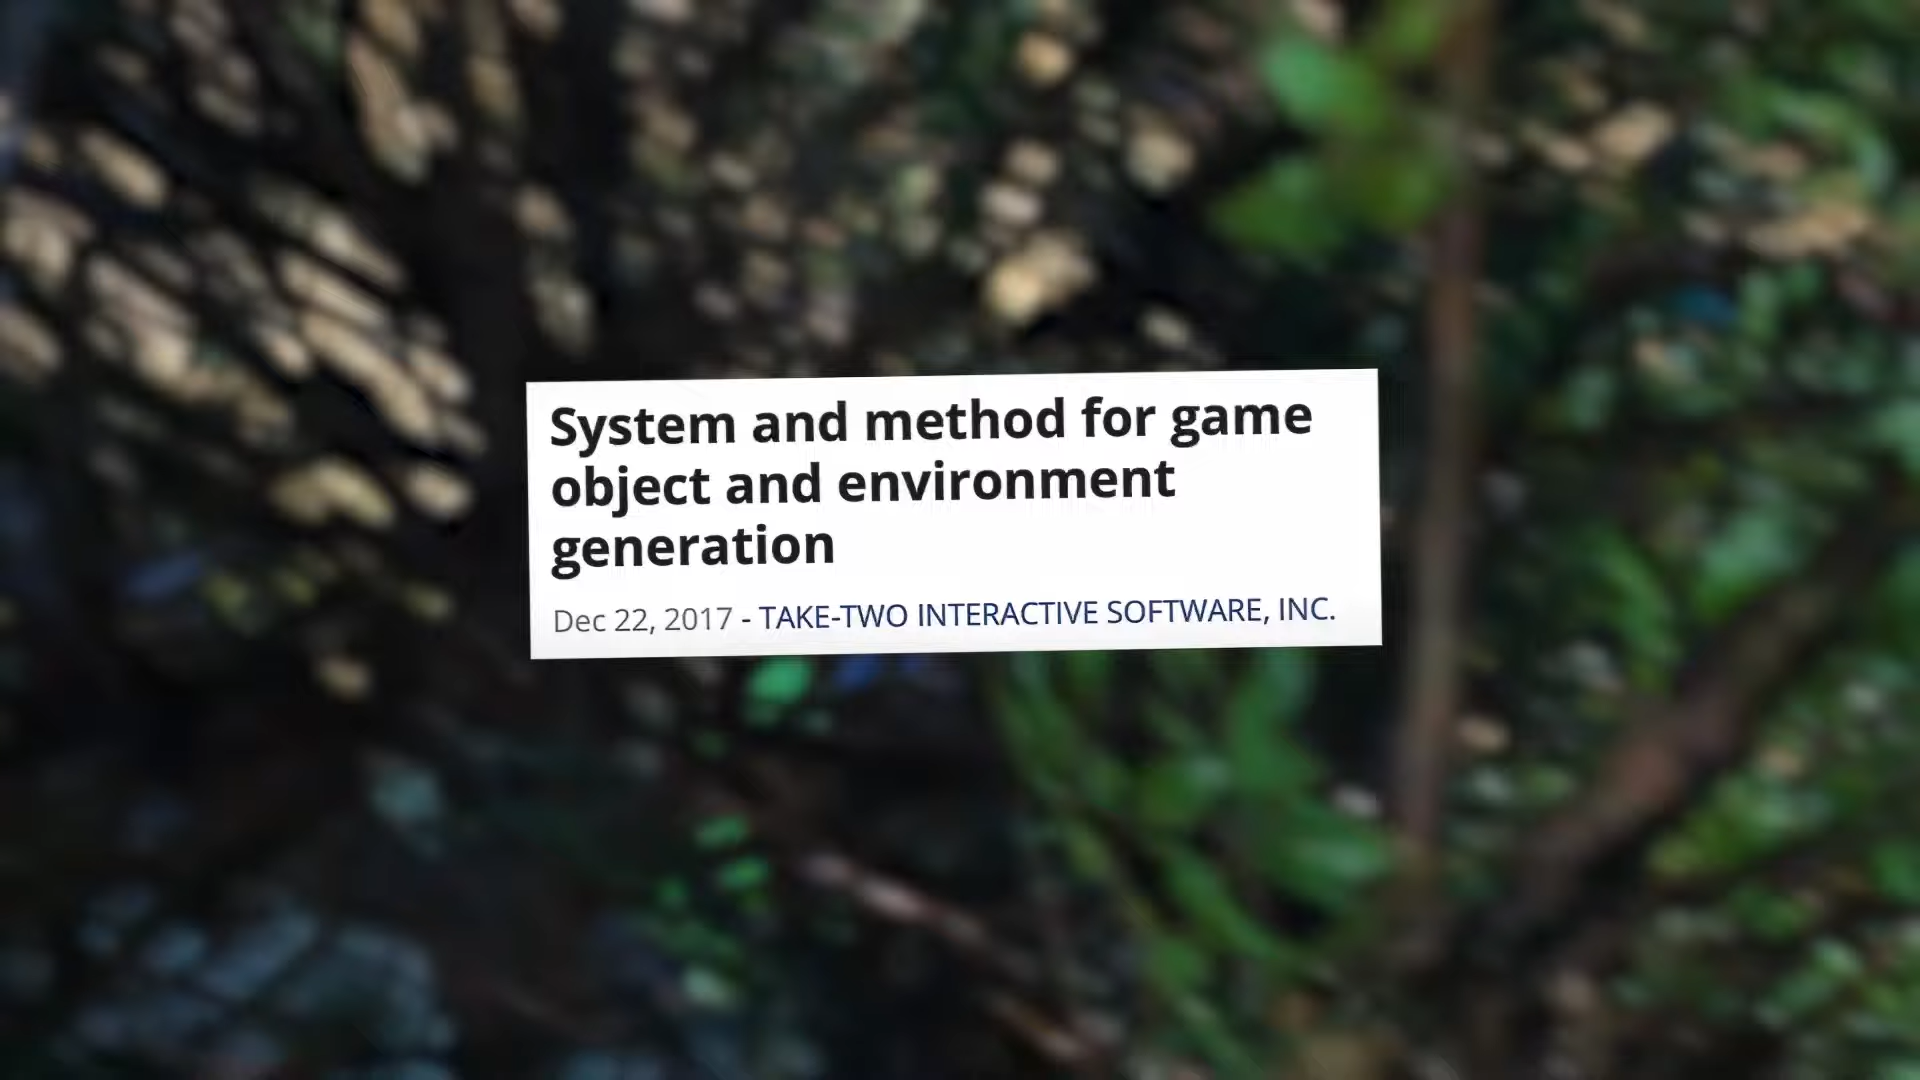 System and method for game
object and environment
generation
Dec 22, 2017 - TAKE-TWO INTERACTIVE SOFTWARE, INC.